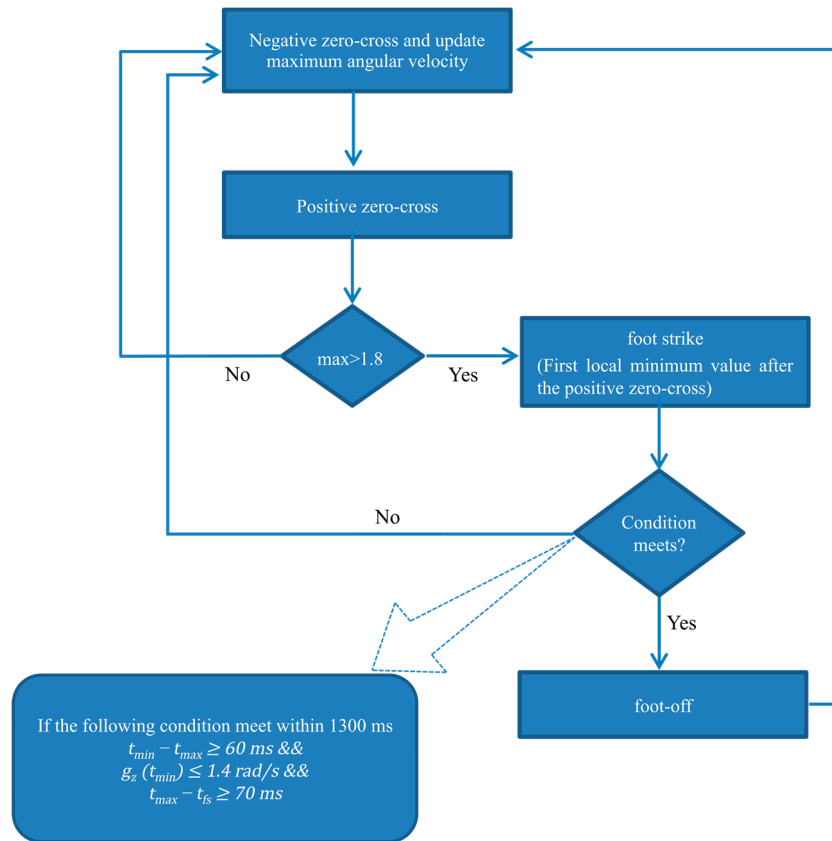 Negative zero-cross and update
maximum angular velocity
Positive zero-cross
max>1.8
No
Yes
foot strike
(First local minimum value after
the positive zero-cross)
No
Condition
meets?
Yes
foot-off
If the following condition meet within 1300 ms
t_min − t_max ≥ 60 ms &&
g_z (t_min) ≤ 1.4 rad/s &&
t_max − t_fs ≥ 70 ms